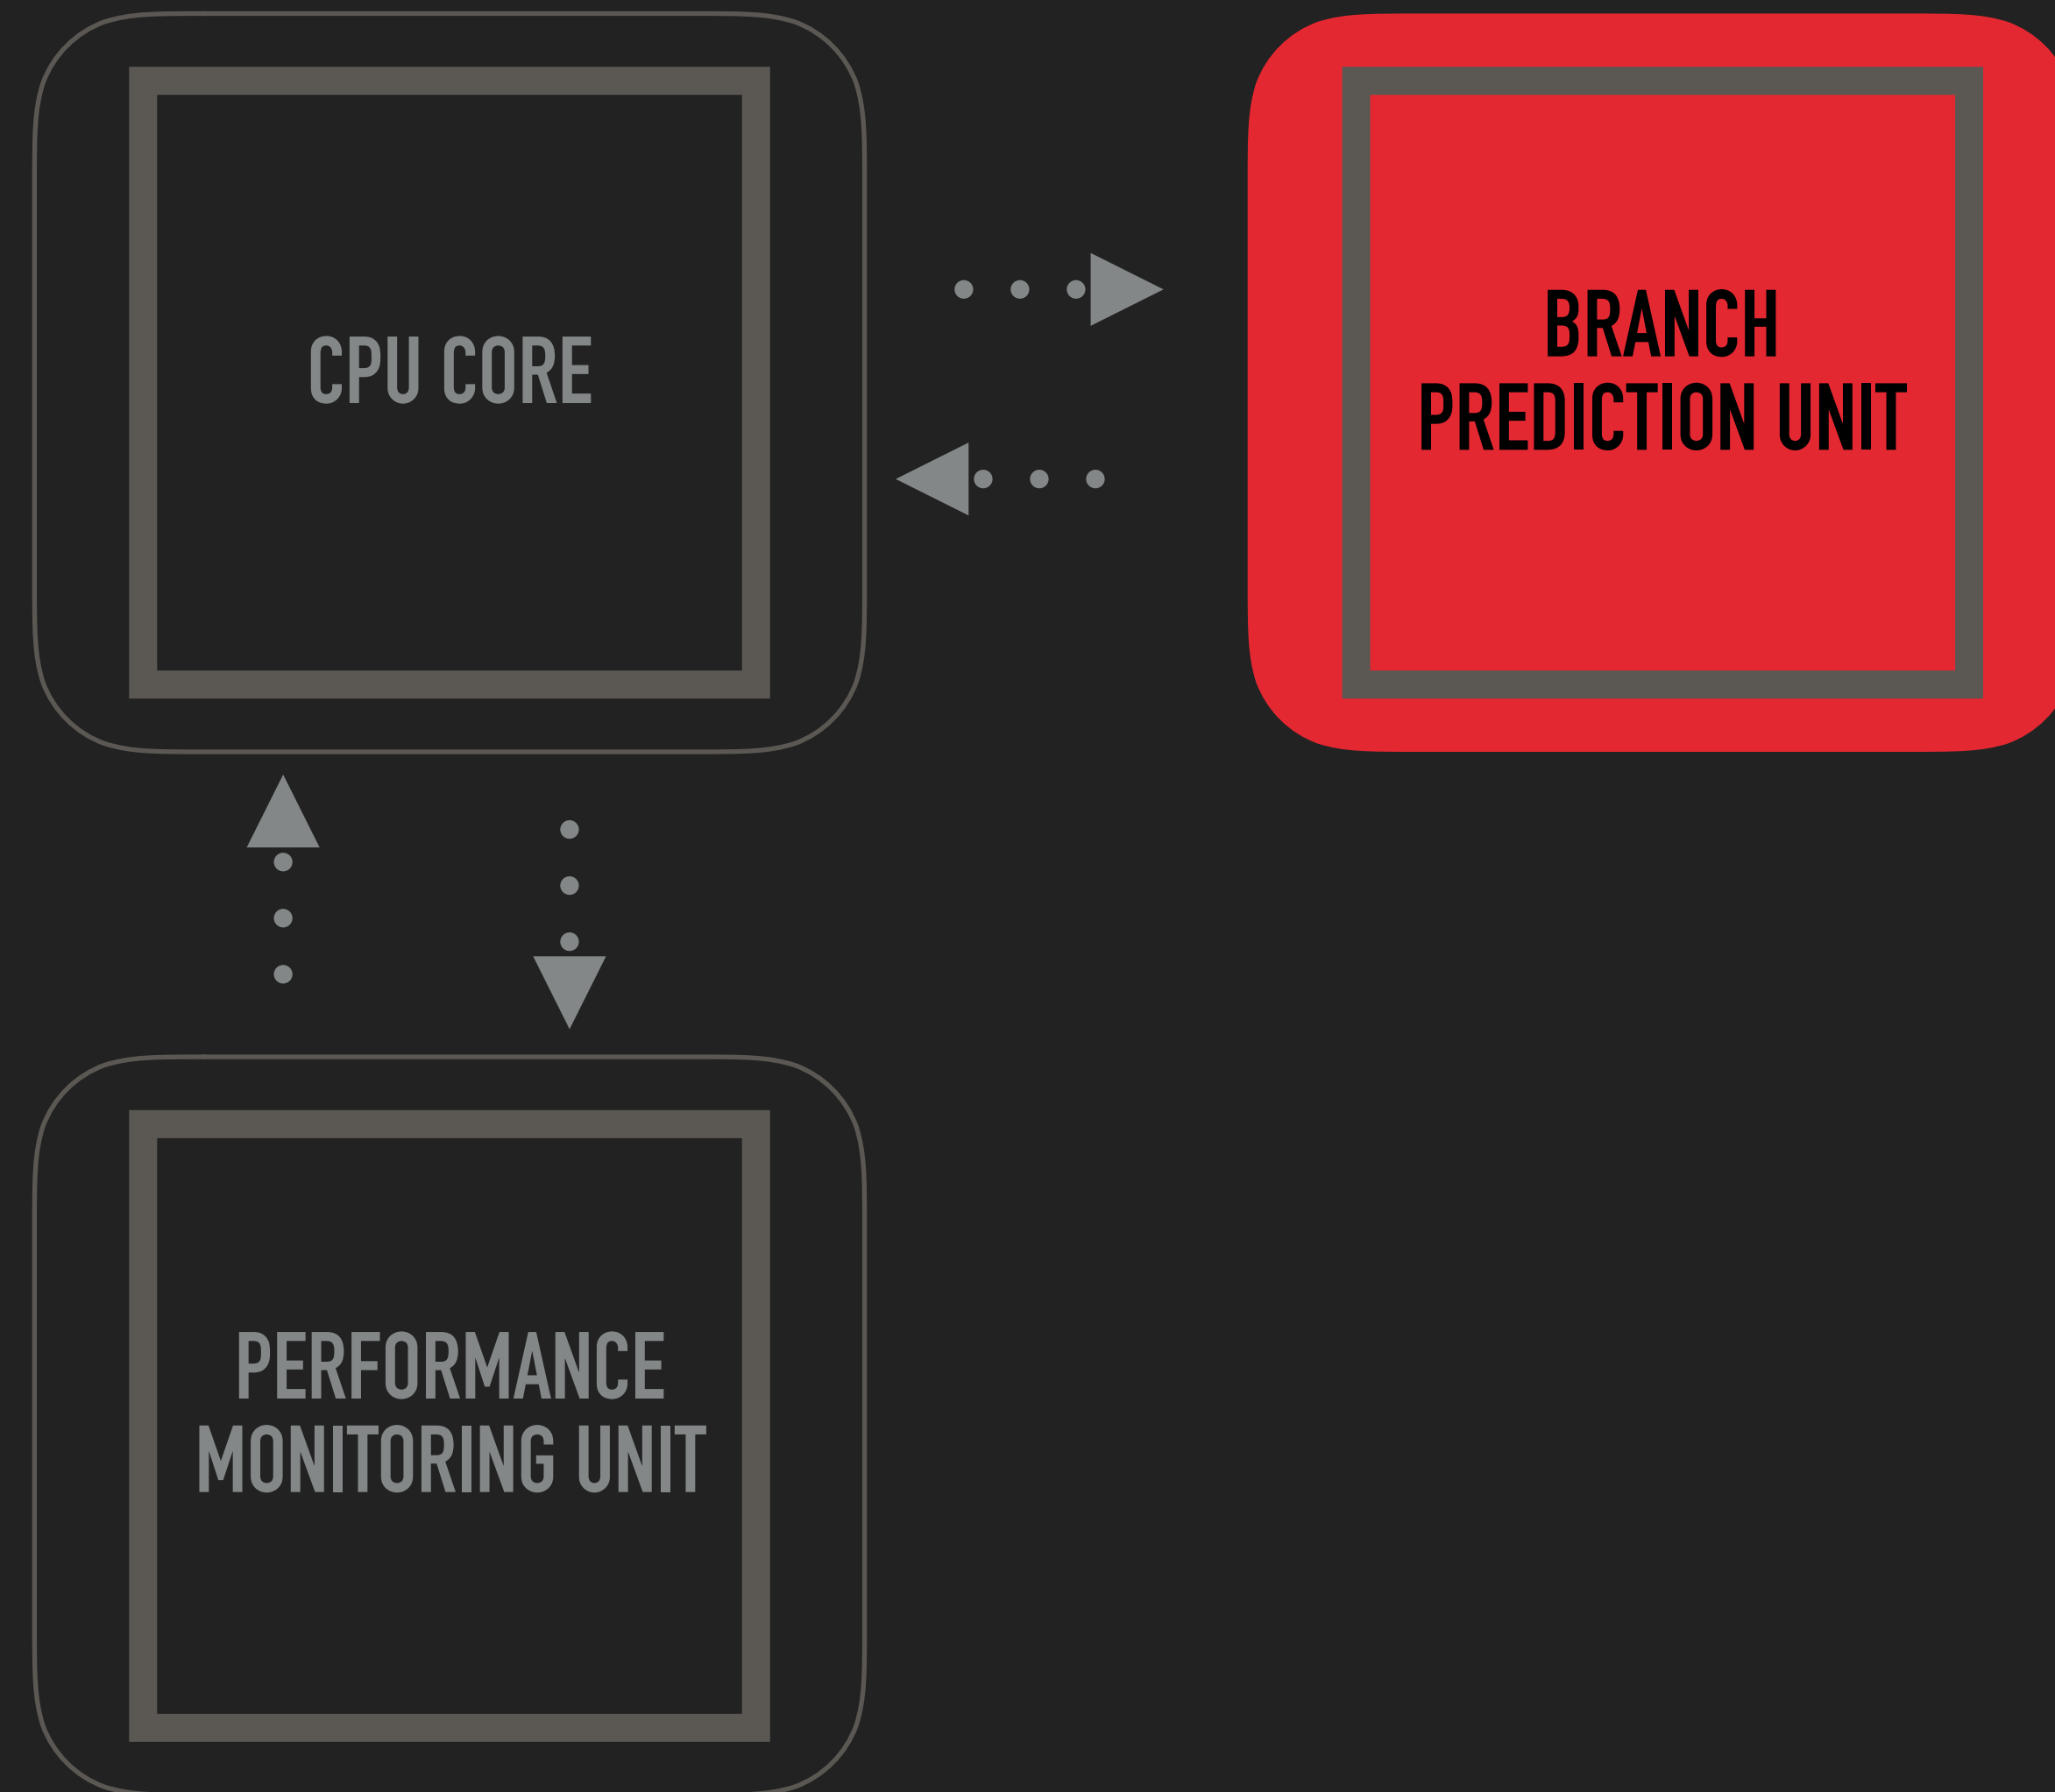 CPU CORE
BRANCH
PREDICTION UNIT
PERFORMANCE
MONITORING UNIT